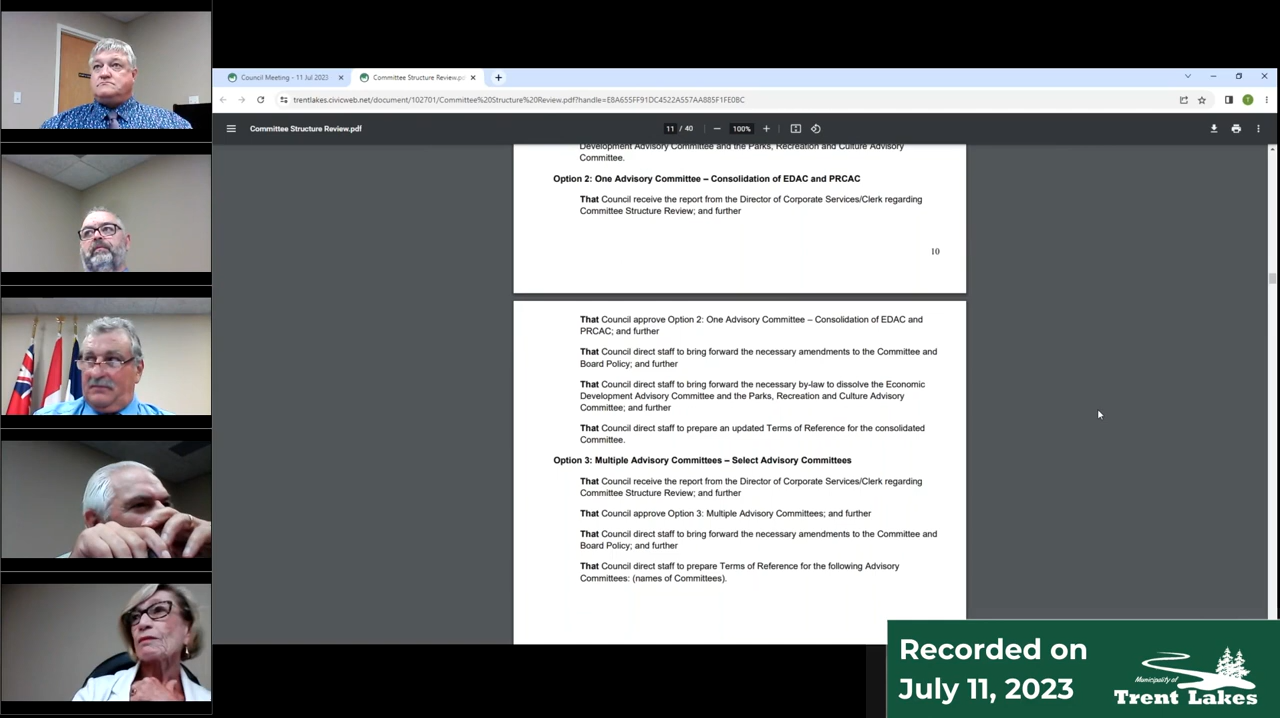 Council Meeting - 11 Jul 2023
Committee Structure Review.pd
trentlakes.civicweb.net/document/102701/Committee%20Structure%20Review.pdf?handle=E8A655FF91DC4522A557AA885F1FE0BC
T
Committee Structure Review.pdf
11 / 40
100%
Development Advisory Committee and the Parks, Recreation and Culture Advisory
Committee.
Option 2: One Advisory Committee – Consolidation of EDAC and PRCAC
That Council receive the report from the Director of Corporate Services/Clerk regarding
Committee Structure Review; and further
10
That Council approve Option 2: One Advisory Committee – Consolidation of EDAC and
PRCAC; and further
That Council direct staff to bring forward the necessary amendments to the Committee and
Board Policy; and further
That Council direct staff to bring forward the necessary by-law to dissolve the Economic
Development Advisory Committee and the Parks, Recreation and Culture Advisory
Committee; and further
That Council direct staff to prepare an updated Terms of Reference for the consolidated
Committee.
Option 3: Multiple Advisory Committees – Select Advisory Committees
That Council receive the report from the Director of Corporate Services/Clerk regarding
Committee Structure Review; and further
That Council approve Option 3: Multiple Advisory Committees; and further
That Council direct staff to bring forward the necessary amendments to the Committee and
Board Policy; and further
That Council direct staff to prepare Terms of Reference for the following Advisory
Committees: (names of Committees).
Recorded on
July 11, 2023
Municipality of
Trent Lakes